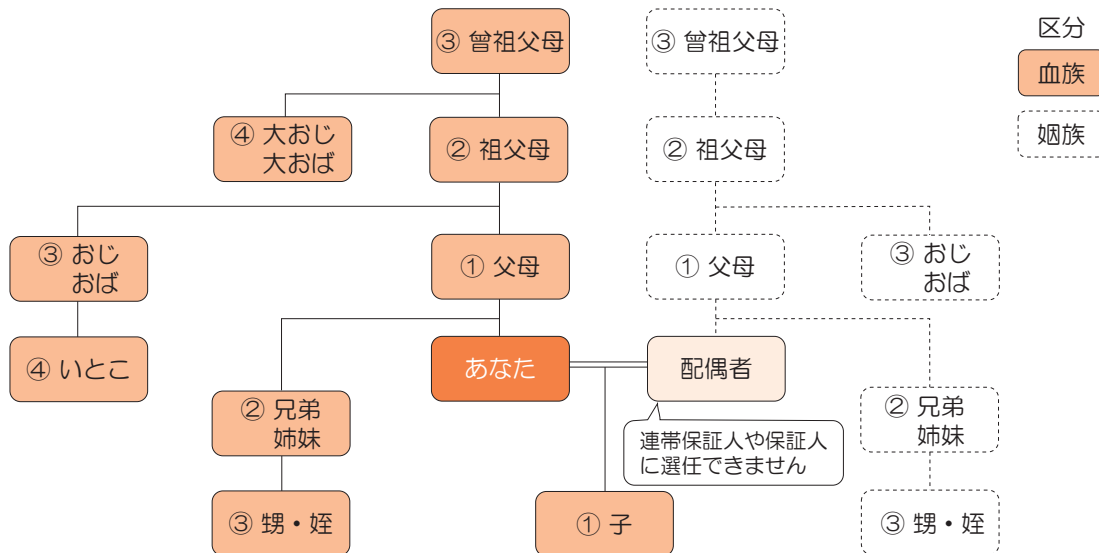 ③ 曾祖父母
③ 曾祖父母
区分
血族
④ 大おじ
大おば
② 祖父母
② 祖父母
姻族
③ おじ
おば
① 父母
① 父母
③ おじ
おば
④ いとこ
あなた
配偶者
② 兄弟
姉妹
② 兄弟
姉妹
連帯保証人や保証人
に選任できません
③ 甥・姪
① 子
③ 甥・姪